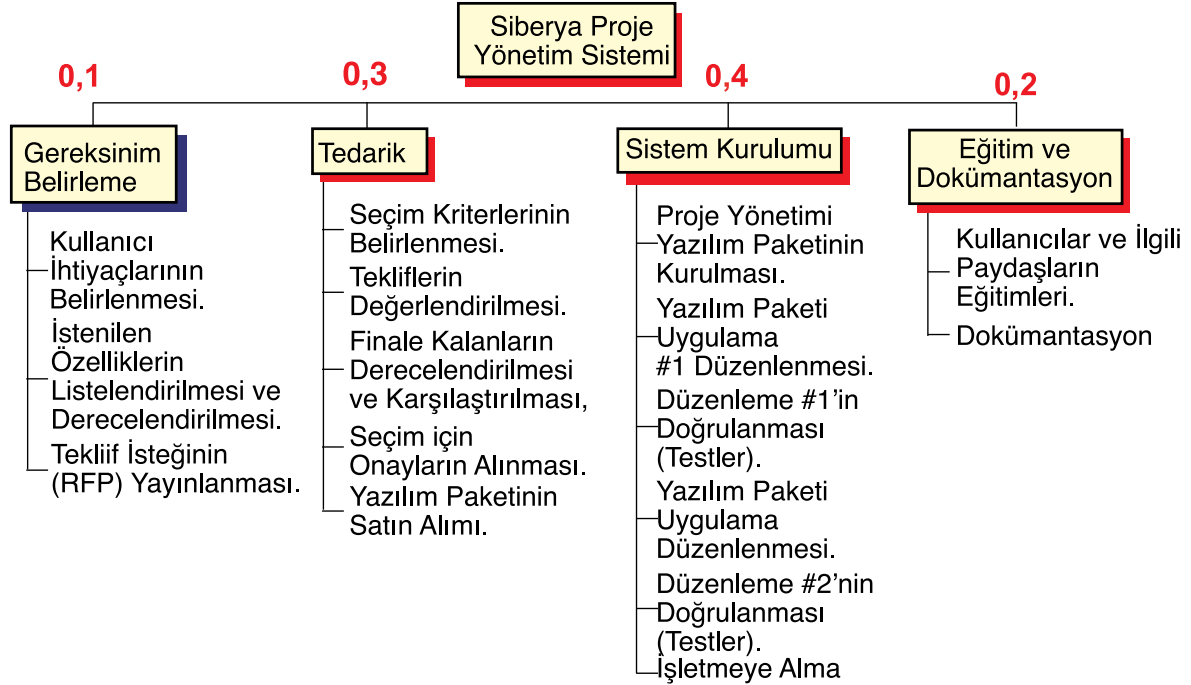 Siberya Proje
Yönetim Sistemi
0,1
0,3
0,4
0,2
Gereksinim
Belirleme
Kullanıcı
İhtiyaçlarının
Belirlenmesi.
İstenilen
Özelliklerin
Listelendirilmesi ve
Derecelendirilmesi.
Tekliif İsteğinin
(RFP) Yayınlanması.
Tedarik
Seçim Kriterlerinin
Belirlenmesi.
Tekliflerin
Değerlendirilmesi.
Finale Kalanların
Derecelendirilmesi
ve Karşılaştırılması,
Seçim için
Onayların Alınması.
Yazılım Paketinin
Satın Alımı.
Sistem Kurulumu
Proje Yönetimi
Yazılım Paketinin
Kurulması.
Yazılım Paketi
Uygulama
#1 Düzenlenmesi.
Düzenleme #1’in
Doğrulanması
(Testler).
Yazılım Paketi
Uygulama
Düzenlenmesi.
Düzenleme #2’nin
Doğrulanması
(Testler).
İşletmeye Alma
Eğitim ve
Dokümantasyon
Kullanıcılar ve İlgili
Paydaşların
Eğitimleri.
Dokümantasyon